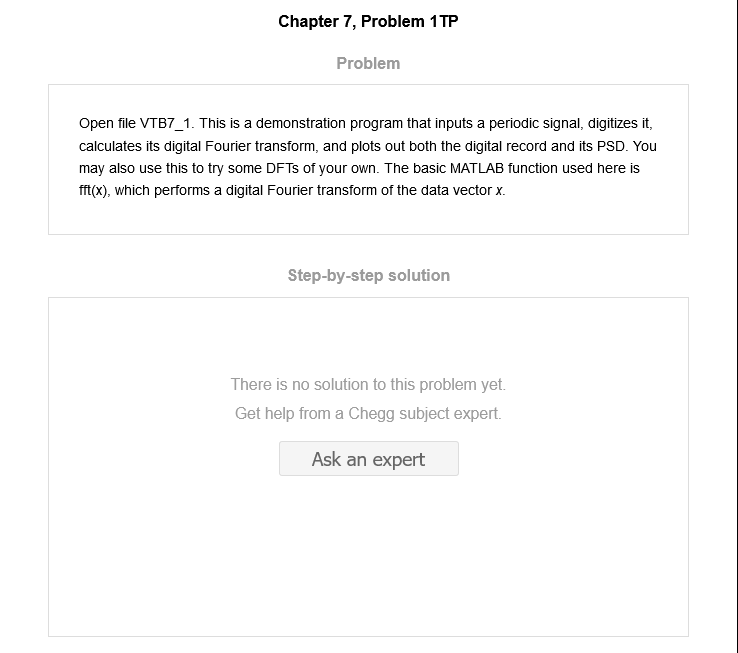 Chapter 7, Problem 1TP
Problem
Open file VTB7_1. This is a demonstration program that inputs a periodic signal, digitizes it,
calculates its digital Fourier transform, and plots out both the digital record and its PSD. You
may also use this to try some DFTs of your own. The basic MATLAB function used here is
fft(x), which performs a digital Fourier transform of the data vector x.
Step-by-step solution
There is no solution to this problem yet.
Get help from a Chegg subject expert.
Ask an expert